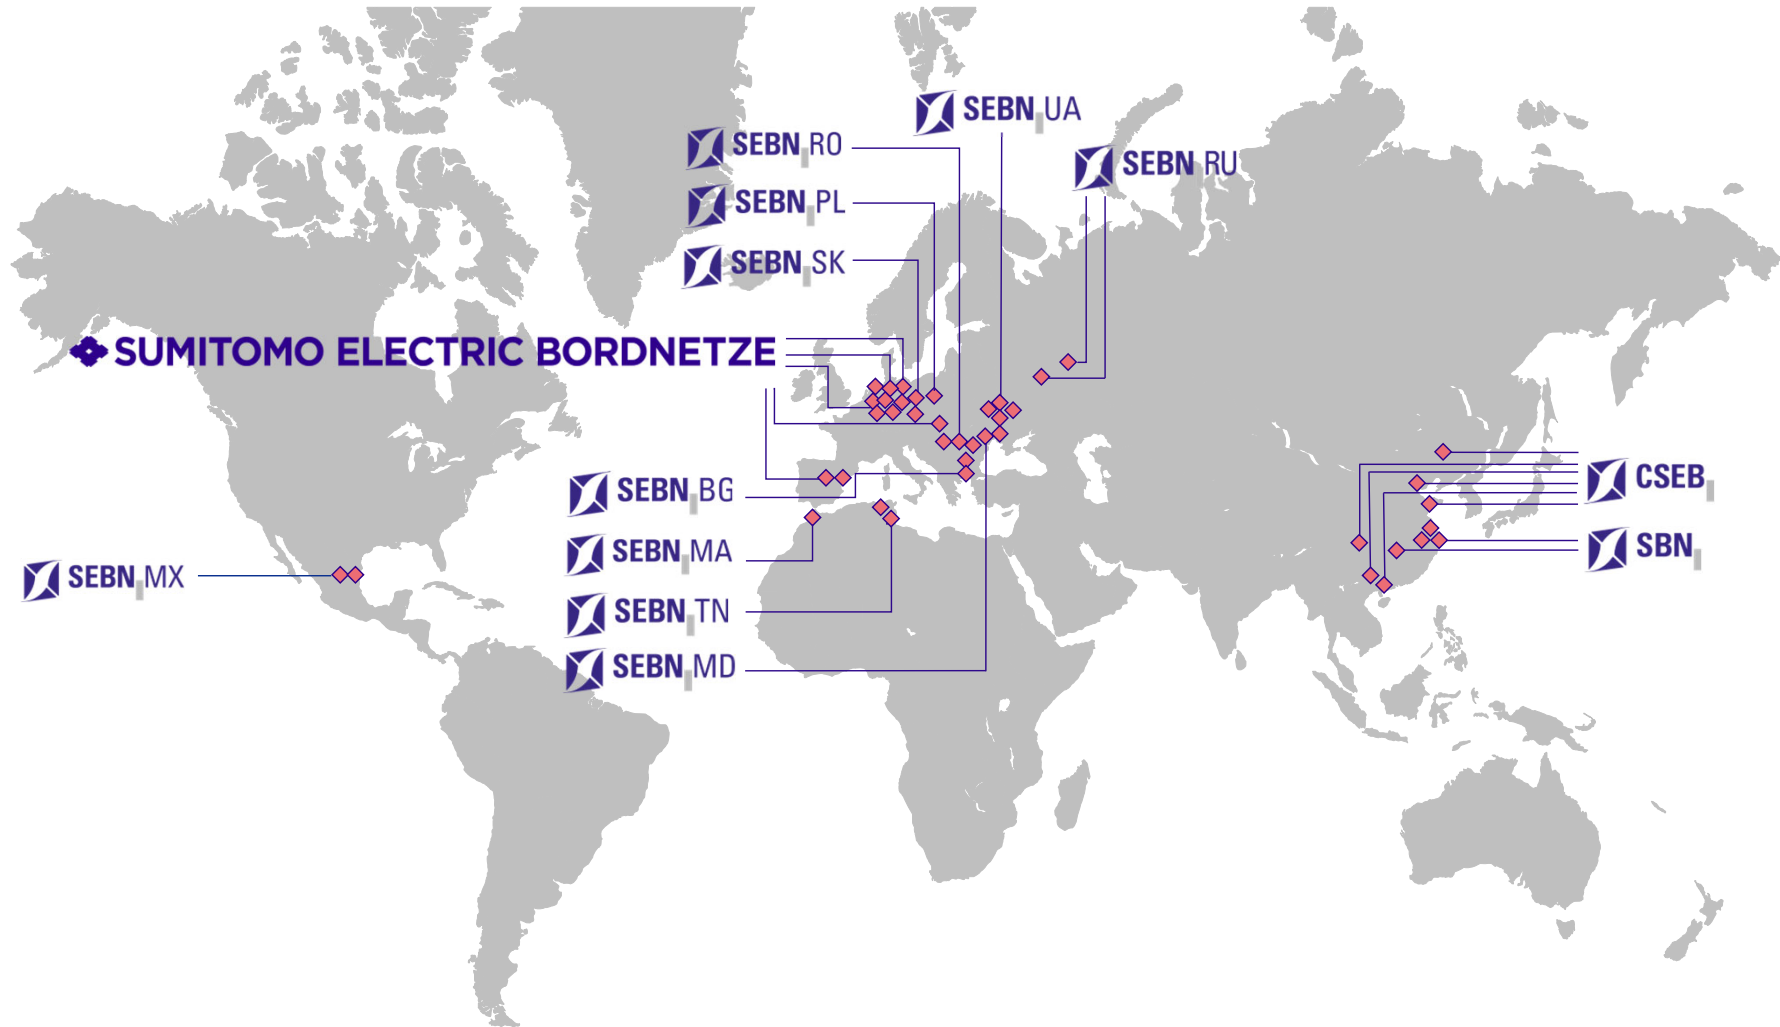 SEBN UA
SEBN RO
SEBN RU
SEBN PL
SEBN SK
SUMITOMO ELECTRIC BORDNETZE
CSEB
SEBN BG
SBN
SEBN MA
SEBN MX
SEBN TN
SEBN MD